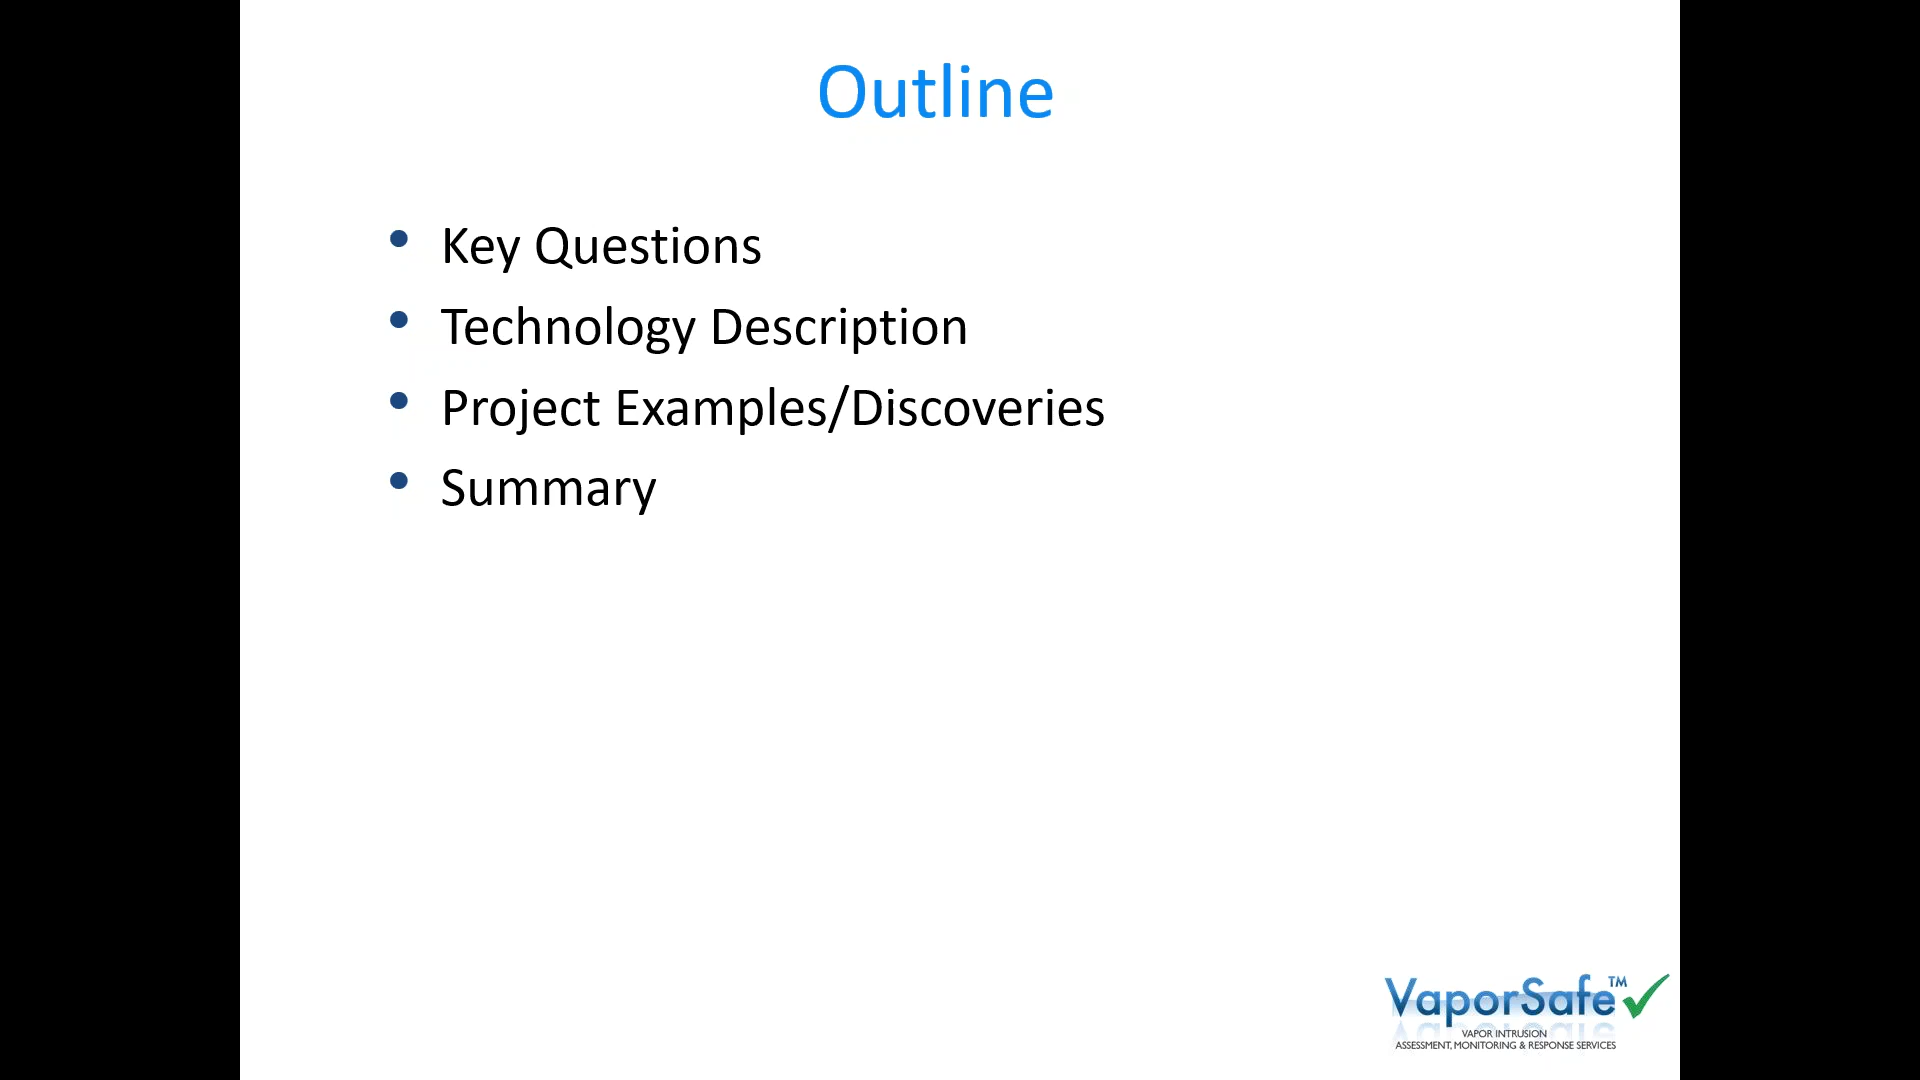 Outline
• Key Questions
• Technology Description
• Project Examples/Discoveries
• Summary
VaporSafe™
VAPOR INTRUSION
ASSESSMENT, MONITORING & RESPONSE SERVICES